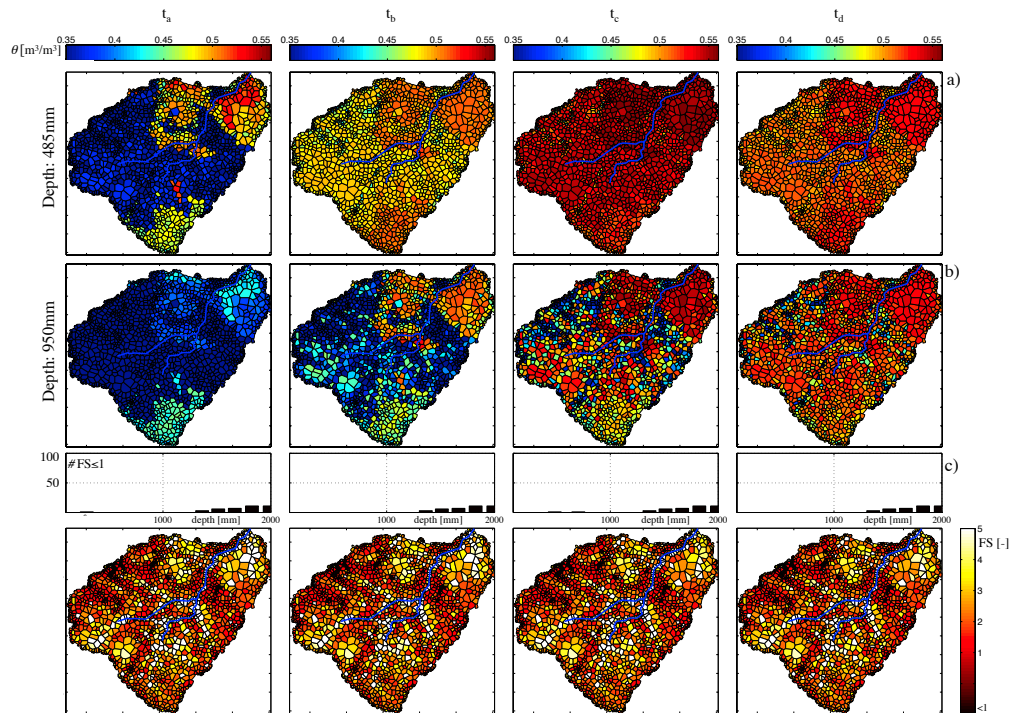 t_a t_b t_c t_d
θ [m³/m³] 0.35 0.4 0.45 0.5 0.55 0.35 0.4 0.45 0.5 0.55 0.35 0.4 0.45 0.5 0.55 0.35 0.4 0.45 0.5 0.55
a)
Depth: 485mm
b)
Depth: 950mm
c)
100
#FS≤1
50
1000 depth [mm] 2000 1000 depth [mm] 1000 depth [mm] 1000 depth [mm] 2000
5
FS [-]
4
3
2
1
<1